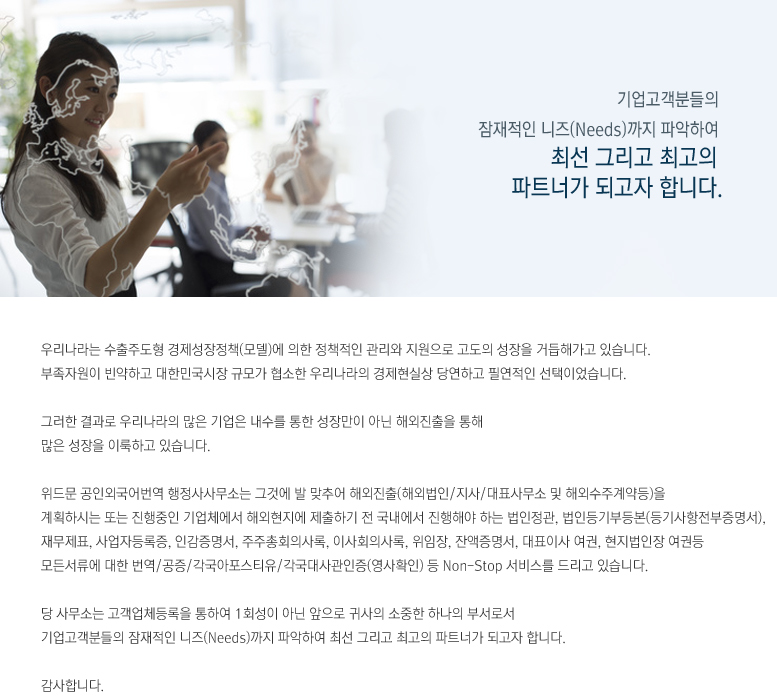 기업고객분들의
잠재적인 니즈(Needs)까지 파악하여
최선 그리고 최고의
파트너가 되고자 합니다.
우리나라는 수출주도형 경제성장정책(모델)에 의한 정책적인 관리와 지원으로 고도의 성장을 거듭해가고 있습니다.
부족자원이 빈약하고 대한민국시장 규모가 협소한 우리나라의 경제현실상 당연하고 필연적인 선택이었습니다.
그러한 결과로 우리나라의 많은 기업은 내수를 통한 성장만이 아닌 해외진출을 통해
많은 성장을 이룩하고 있습니다.
위드문 공인외국어번역 행정사사무소는 그것에 발 맞추어 해외진출(해외법인/지사/대표사무소 및 해외수주계약등)을
계획하시는 또는 진행중인 기업체에서 해외현지에 제출하기 전 국내에서 진행해야 하는 법인정관, 법인등기부등본(등기사항전부증명서),
재무제표, 사업자등록증, 인감증명서, 주주총회의사록, 이사회의사록, 위임장, 잔액증명서, 대표이사 여권, 현지법인장 여권등
모든서류에 대한 번역/공증/각국아포스티유/각국대사관인증(영사확인) 등 Non-Stop 서비스를 드리고 있습니다.
당 사무소는 고객업체등록을 통하여 1회성이 아닌 앞으로 귀사의 소중한 하나의 부서로서
기업고객분들의 잠재적인 니즈(Needs)까지 파악하여 최선 그리고 최고의 파트너가 되고자 합니다.
감사합니다.